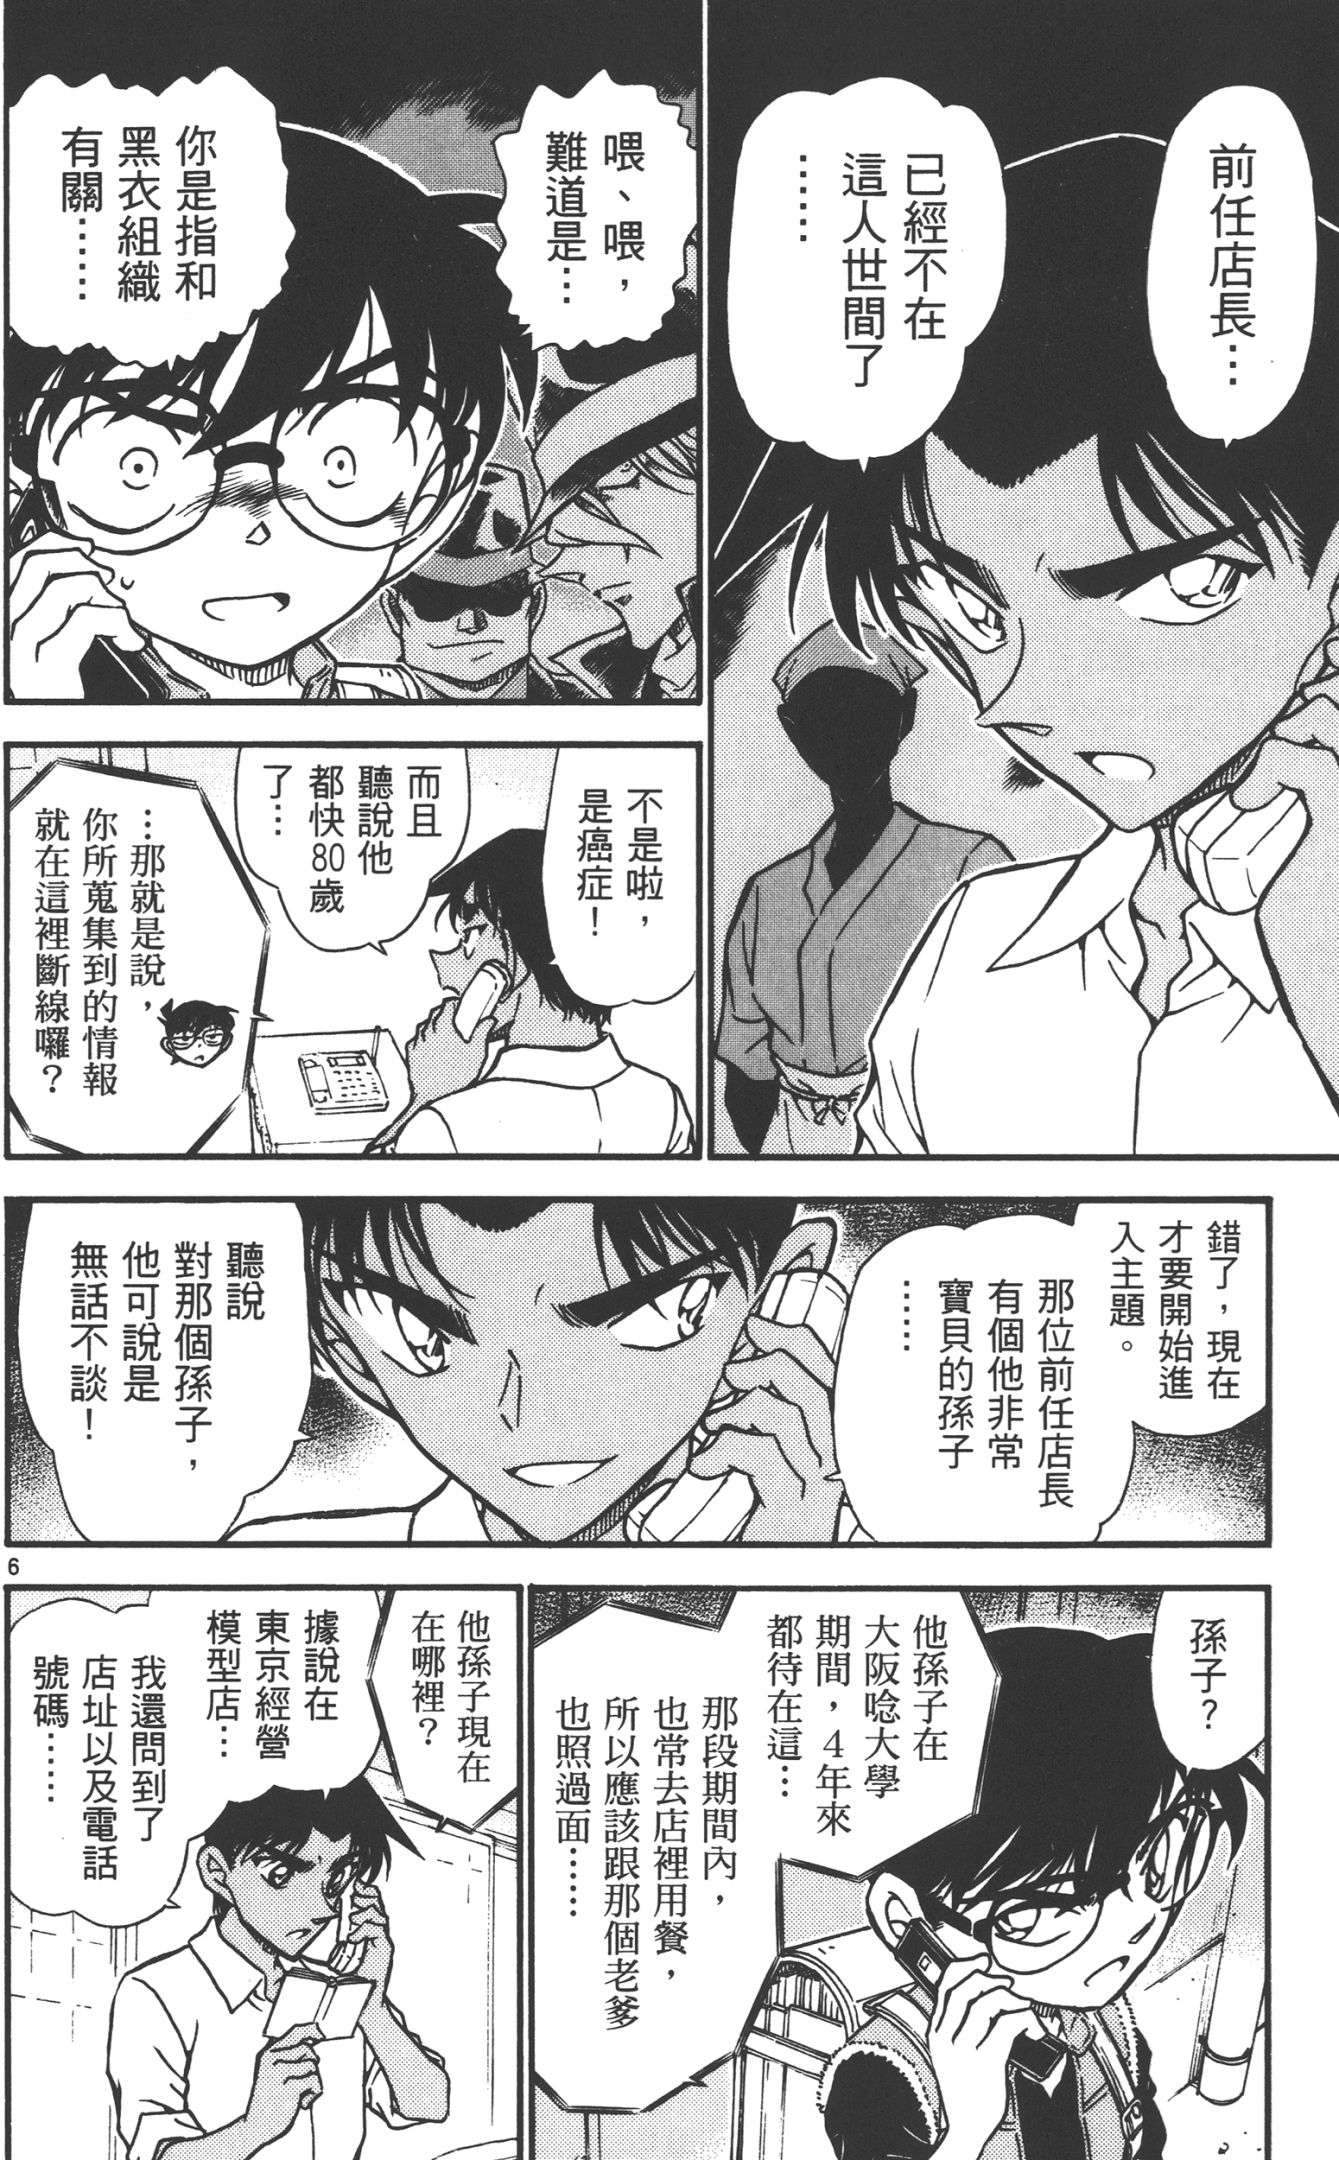 前任店長…
已經不在
這人世間了
……
喂、喂，
難道是…
你是指和
黑衣組織
有關……
不是啦，
是癌症！
而且
聽說他
都快80歲
了…
…那就是說，
你所蒐集到的情報
就在這裡斷線囉？
錯了，現在
才要開始進
入主題。
那位前任店長
有個他非常
寶貝的孫子
……
聽說
對那個孫子，
他可說是
無話不談！
孫子？
他孫子在
大阪唸大學
期間，4年來
都待在這…
那段期間內，
也常去店裡用餐，
所以應該跟那個老爹
也照過面……
他孫子現在
在哪裡？
據說在
東京經營
模型店…
我還問到了
店址以及電話
號碼……
6